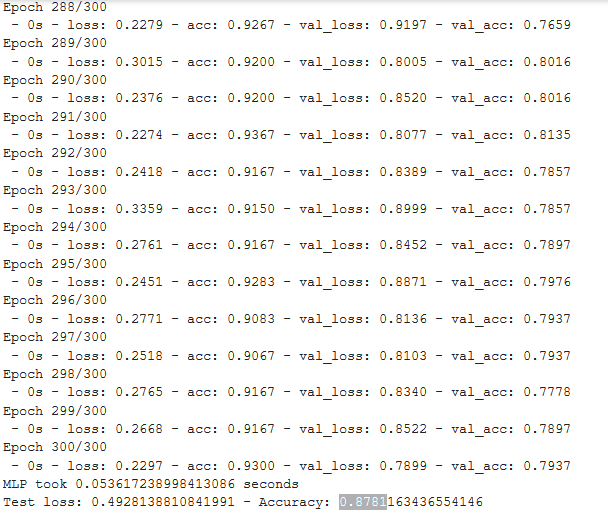 Epoch 288/300
 - 0s - loss: 0.2279 - acc: 0.9267 - val_loss: 0.9197 - val_acc: 0.7659
Epoch 289/300
 - 0s - loss: 0.3015 - acc: 0.9200 - val_loss: 0.8005 - val_acc: 0.8016
Epoch 290/300
 - 0s - loss: 0.2376 - acc: 0.9200 - val_loss: 0.8520 - val_acc: 0.8016
Epoch 291/300
 - 0s - loss: 0.2274 - acc: 0.9367 - val_loss: 0.8077 - val_acc: 0.8135
Epoch 292/300
 - 0s - loss: 0.2418 - acc: 0.9167 - val_loss: 0.8389 - val_acc: 0.7857
Epoch 293/300
 - 0s - loss: 0.3359 - acc: 0.9150 - val_loss: 0.8999 - val_acc: 0.7857
Epoch 294/300
 - 0s - loss: 0.2761 - acc: 0.9167 - val_loss: 0.8452 - val_acc: 0.7897
Epoch 295/300
 - 0s - loss: 0.2451 - acc: 0.9283 - val_loss: 0.8871 - val_acc: 0.7976
Epoch 296/300
 - 0s - loss: 0.2771 - acc: 0.9083 - val_loss: 0.8136 - val_acc: 0.7937
Epoch 297/300
 - 0s - loss: 0.2518 - acc: 0.9067 - val_loss: 0.8103 - val_acc: 0.7937
Epoch 298/300
 - 0s - loss: 0.2765 - acc: 0.9167 - val_loss: 0.8340 - val_acc: 0.7778
Epoch 299/300
 - 0s - loss: 0.2668 - acc: 0.9167 - val_loss: 0.8522 - val_acc: 0.7897
Epoch 300/300
 - 0s - loss: 0.2297 - acc: 0.9300 - val_loss: 0.7899 - val_acc: 0.7937
MLP took 0.053617238998413086 seconds
Test loss: 0.4928138810841991 - Accuracy: 0.8781163436554146